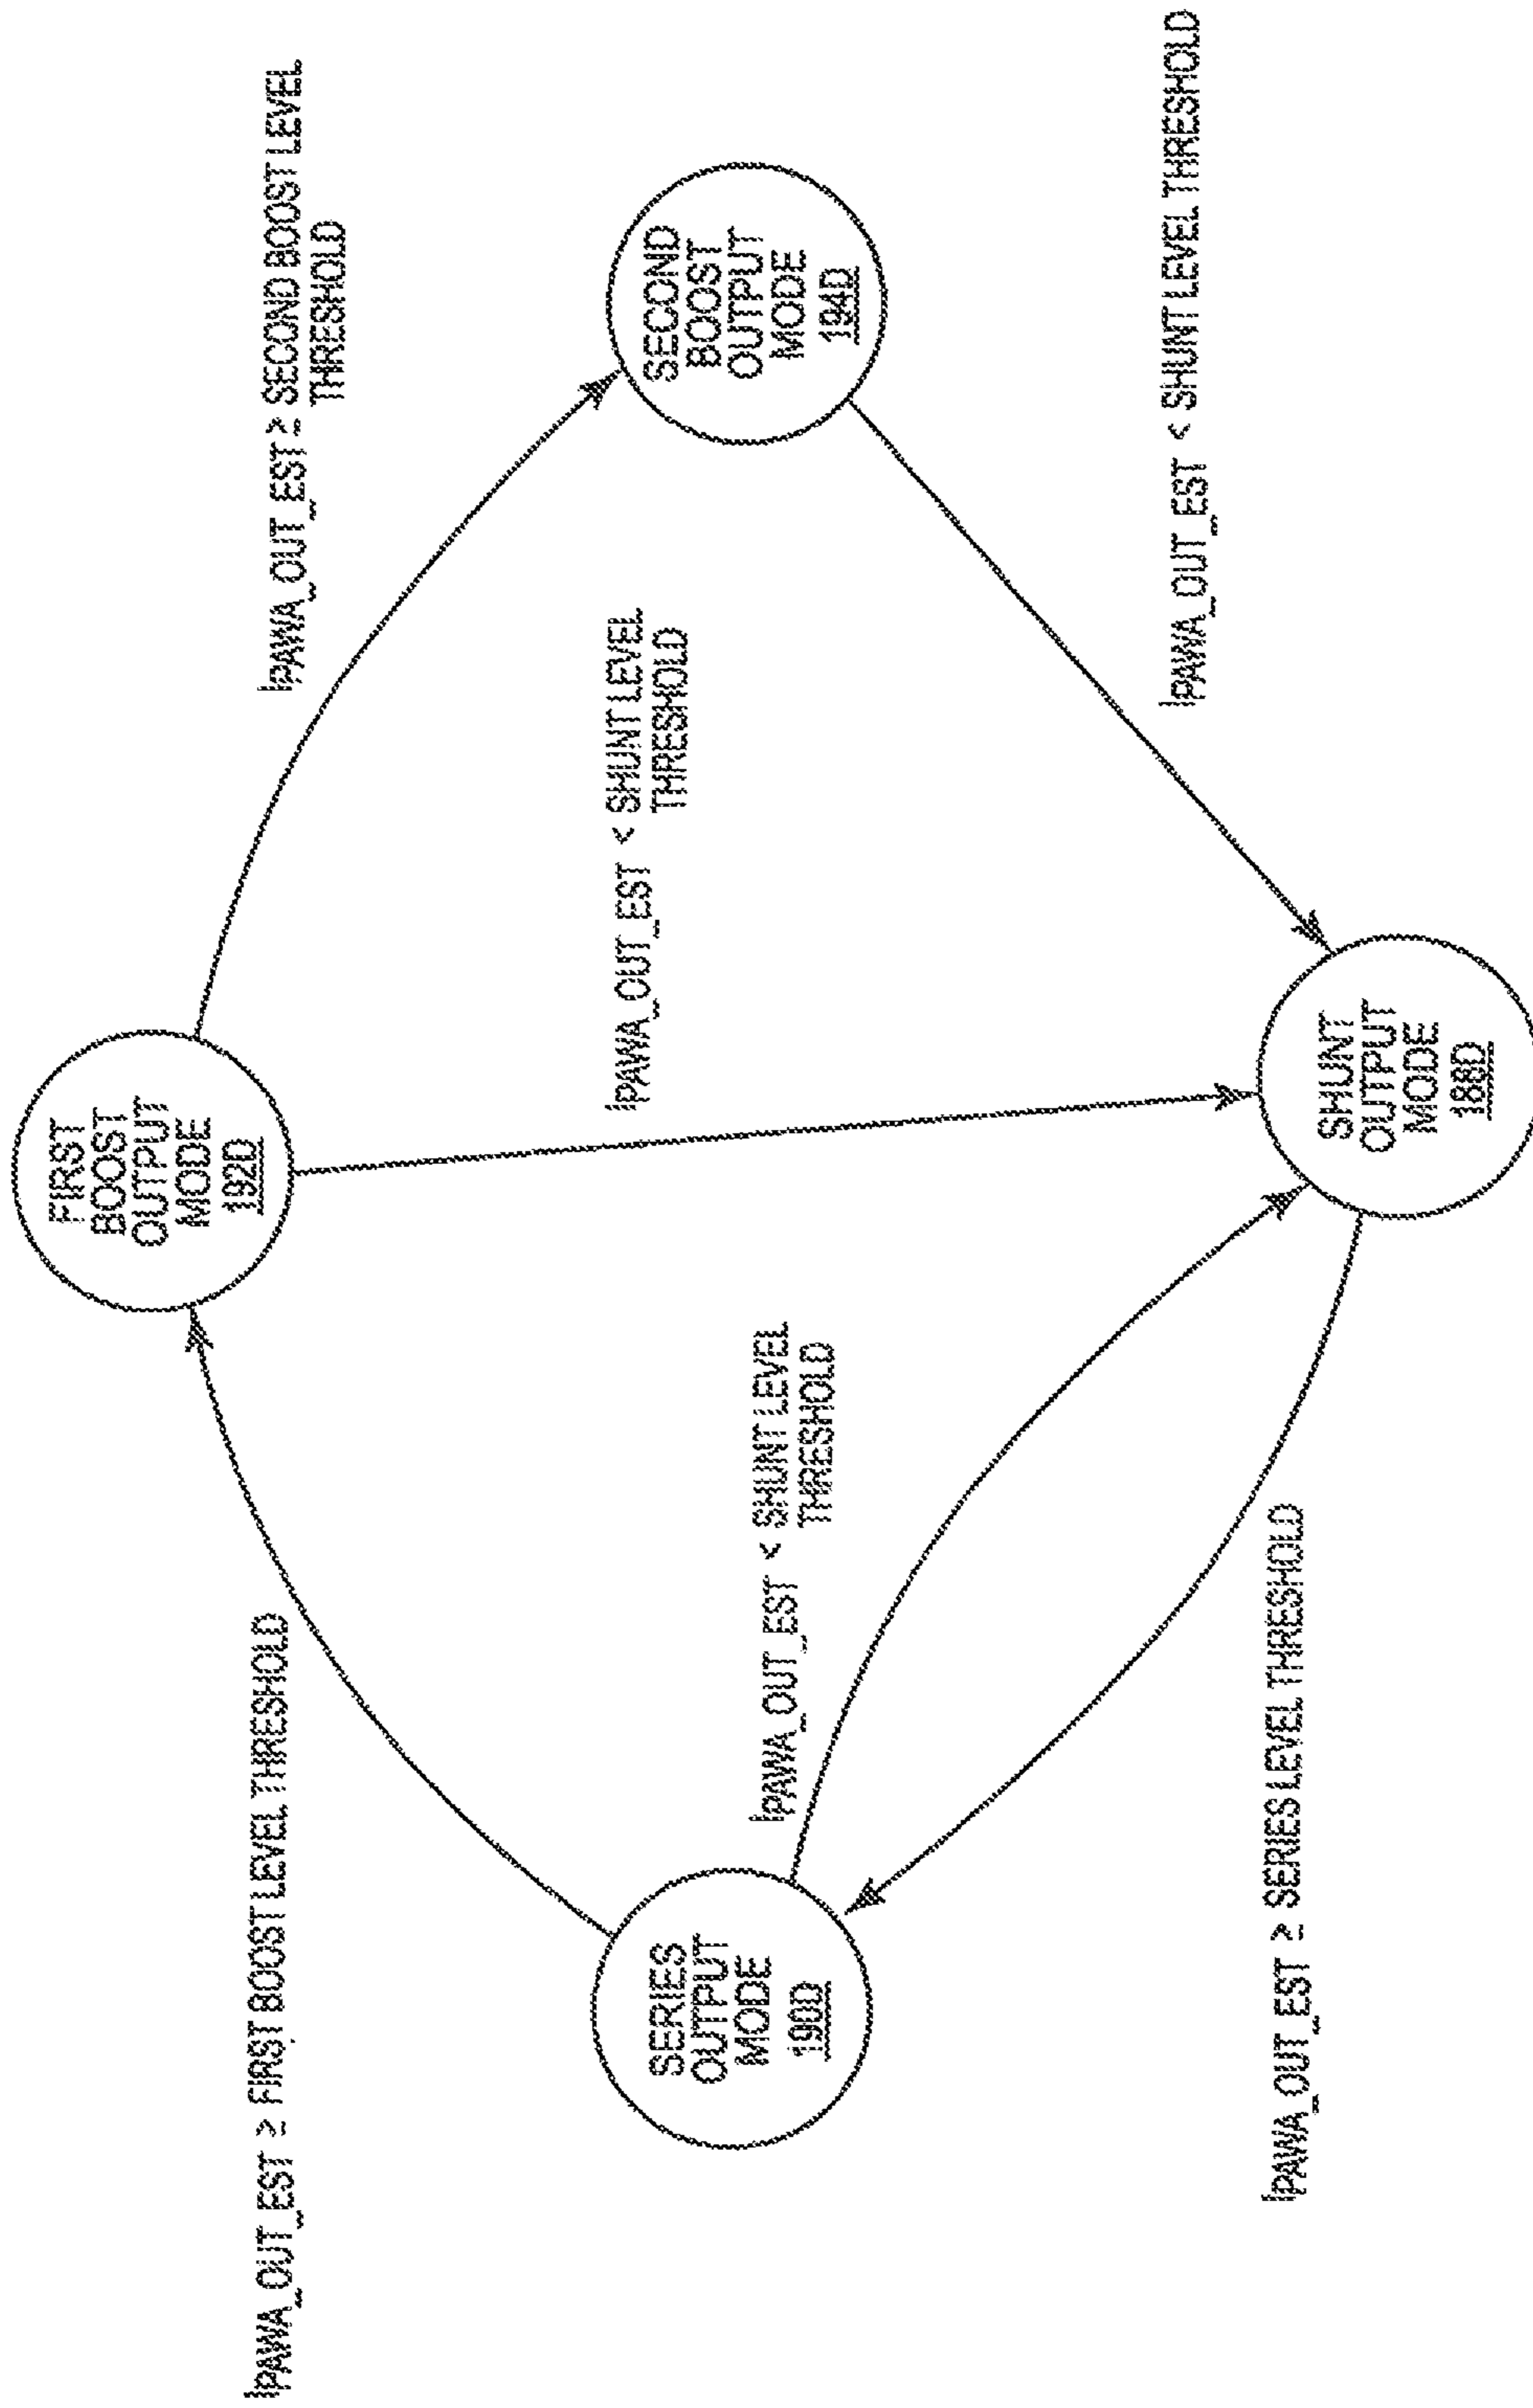 IPAWA_OUT_EST ≥ FIRST BOOST LEVEL THRESHOLD
FIRST
BOOST
OUTPUT
MODE
192D
IPAWA_OUT_EST ≥ SECOND BOOST LEVEL
THRESHOLD
SERIES
OUTPUT
MODE
190D
IPAWA_OUT_EST < SHUNT LEVEL
THRESHOLD
IPAWA_OUT_EST < SHUNT LEVEL
THRESHOLD
SECOND
BOOST
OUTPUT
MODE
194D
IPAWA_OUT_EST ≥ SERIES LEVEL THRESHOLD
SHUNT
OUTPUT
MODE
188D
IPAWA_OUT_EST < SHUNT LEVEL THRESHOLD